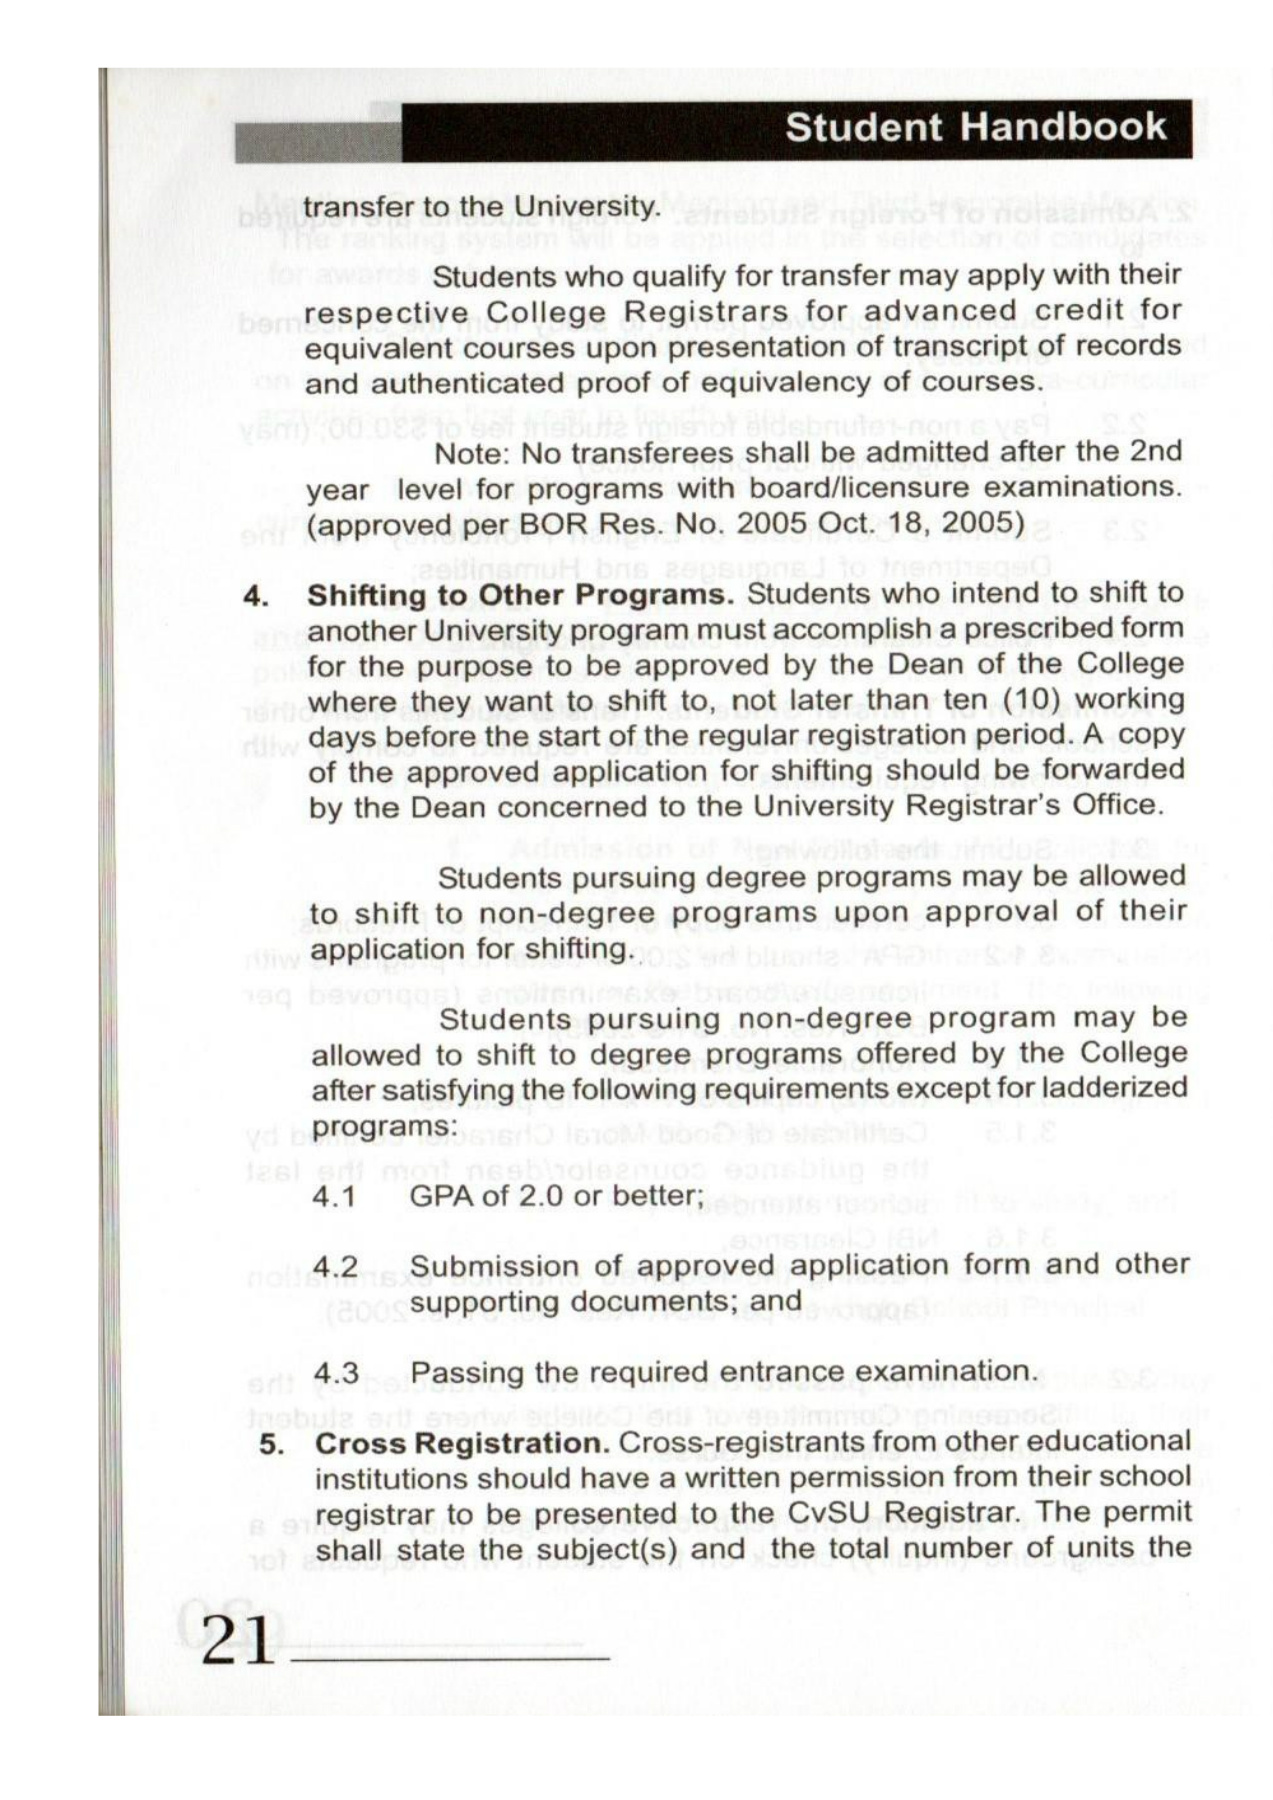 Student Handbook
transfer to the University.
Students who qualify for transfer may apply with their
respective College Registrars for advanced credit for
equivalent courses upon presentation of transcript of records
and authenticated proof of equivalency of courses.
Note: No transferees shall be admitted after the 2nd
year level for programs with board/licensure examinations.
(approved per BOR Res. No. 2005 Oct. 18, 2005)
4. Shifting to Other Programs. Students who intend to shift to
another University program must accomplish a prescribed form
for the purpose to be approved by the Dean of the College
where they want to shift to, not later than ten (10) working
days before the start of the regular registration period. A copy
of the approved application for shifting should be forwarded
by the Dean concerned to the University Registrar's Office.
Students pursuing degree programs may be allowed
to shift to non-degree programs upon approval of their
application for shifting.
Students pursuing non-degree program may be
allowed to shift to degree programs offered by the College
after satisfying the following requirements except for ladderized
programs:
4.1 GPA of 2.0 or better;
4.2 Submission of approved application form and other
supporting documents; and
4.3 Passing the required entrance examination.
5. Cross Registration. Cross-registrants from other educational
institutions should have a written permission from their school
registrar to be presented to the CvSU Registrar. The permit
shall state the subject(s) and the total number of units the
21